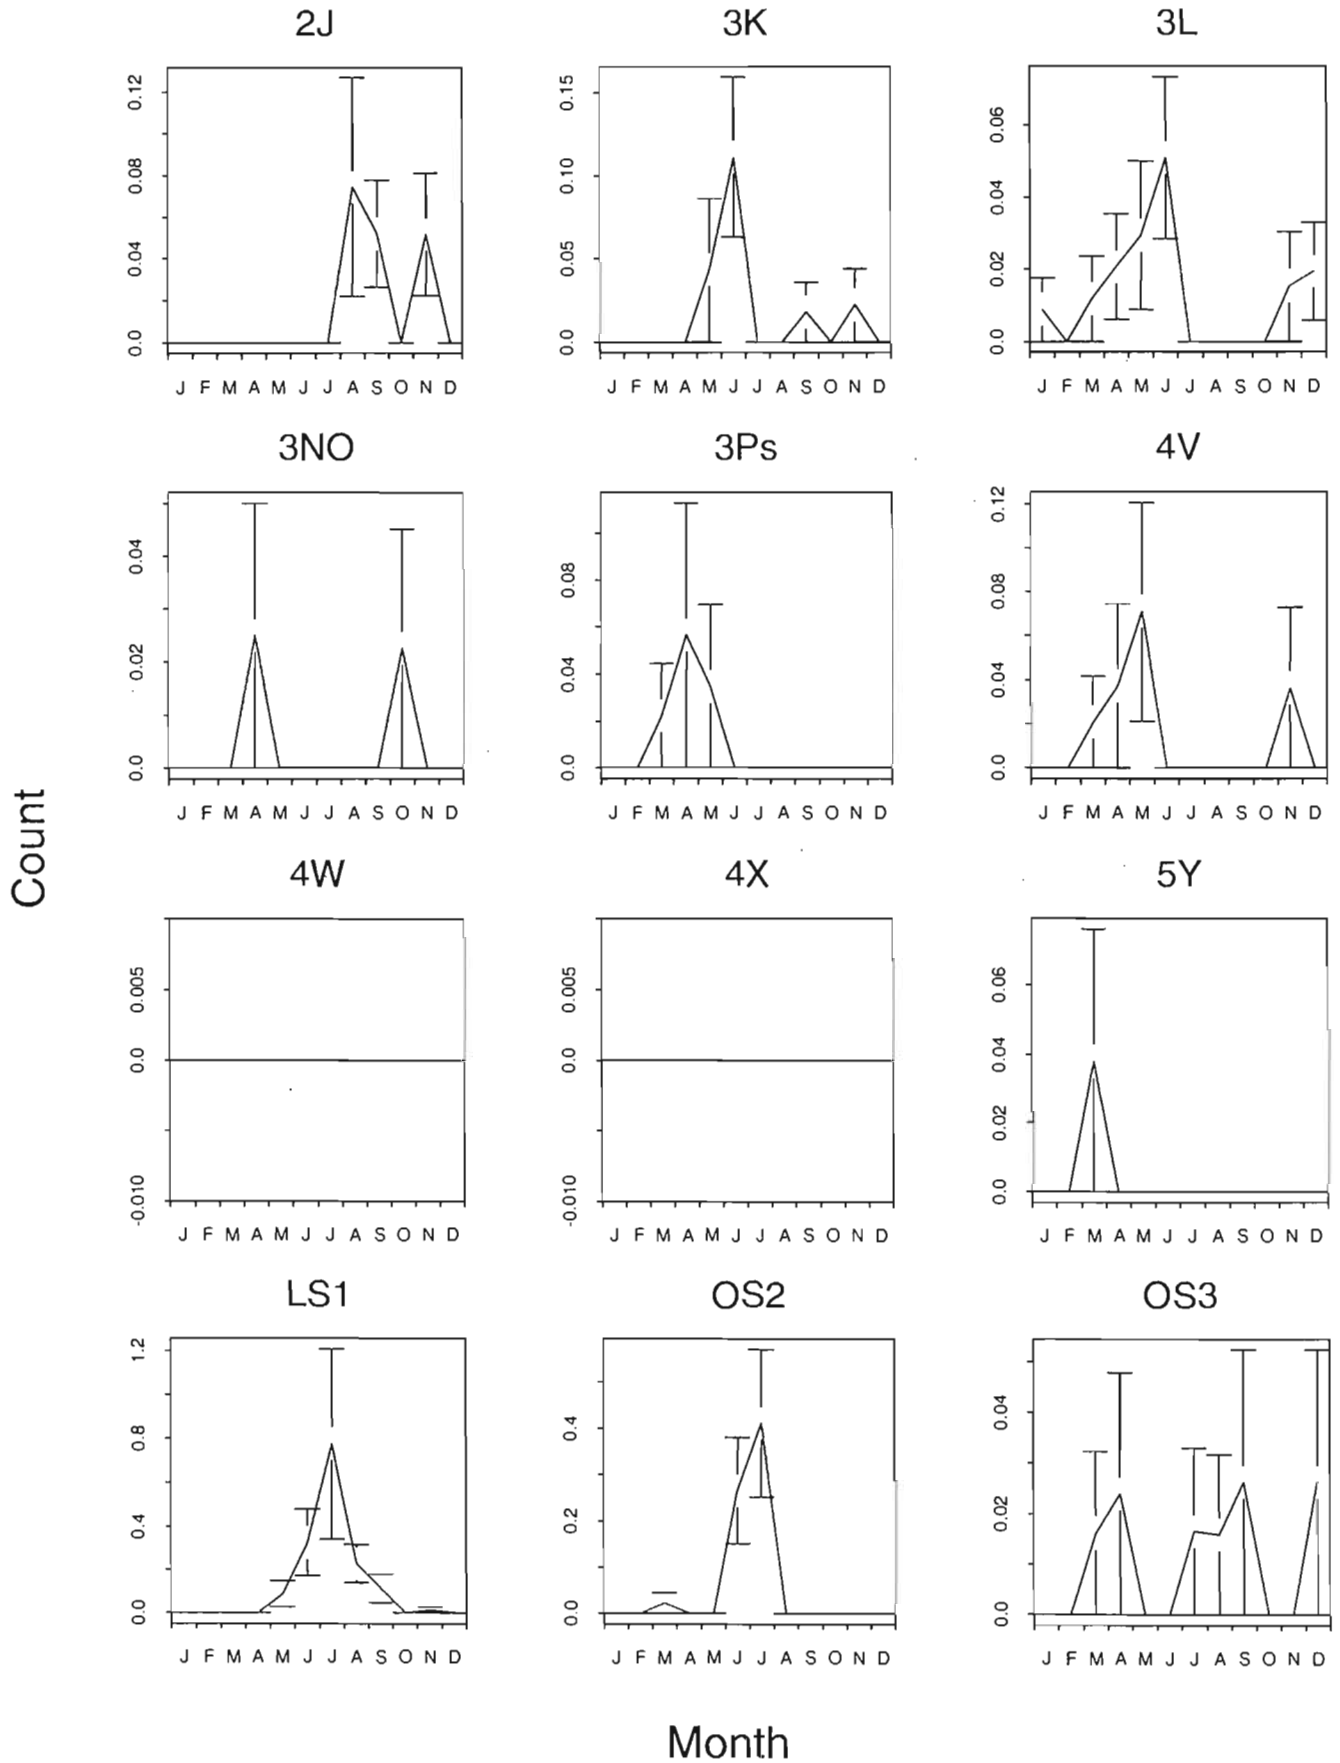 2J 3K 3L
0.0 0.04 0.08 0.12
J F M A M J J A S O N D
0.0 0.05 0.10 0.15
J F M A M J J A S O N D
0.0 0.02 0.04 0.06
J F M A M J J A S O N D
3NO 3Ps 4V
0.0 0.02 0.04
J F M A M J J A S O N D
0.0 0.04 0.08
J F M A M J J A S O N D
0.0 0.04 0.08 0.12
J F M A M J J A S O N D
Count
4W 4X 5Y
-0.010 0.0 0.005
J F M A M J J A S O N D
-0.010 0.0 0.005
J F M A M J J A S O N D
0.0 0.02 0.04 0.06
J F M A M J J A S O N D
LS1 OS2 OS3
0.0 0.4 0.8 1.2
J F M A M J J A S O N D
0.0 0.2 0.4
J F M A M J J A S O N D
0.0 0.02 0.04
J F M A M J J A S O N D
Month